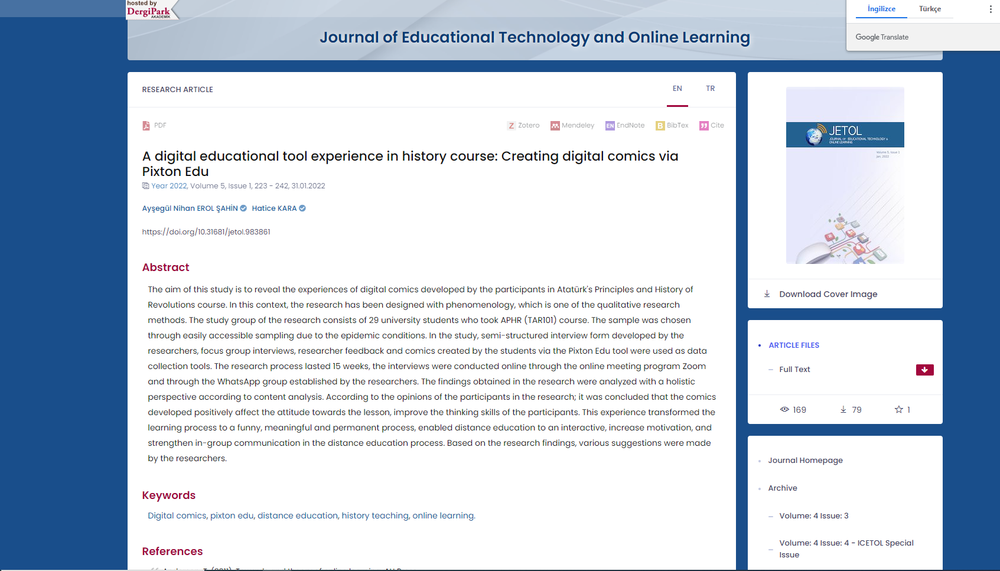 hosted by
DergiPark
AKADEMİK
İngilizce
Türkçe
Google Translate
Journal of Educational Technology and Online Learning
RESEARCH ARTICLE
EN
TR
PDF
Zotero
Mendeley
EN EndNote
B BibTex
Cite
A digital educational tool experience in history course: Creating digital comics via
Pixton Edu
Year 2022, Volume 5, Issue 1, 223 - 242, 31.01.2022
Ayşegül Nihan EROL ŞAHİN
Hatice KARA
https://doi.org/10.31681/jetol.983861
Abstract
The aim of this study is to reveal the experiences of digital comics developed by the participants in Atatürk's Principles and History of
Revolutions course. In this context, the research has been designed with phenomenology, which is one of the qualitative research
methods. The study group of the research consists of 29 university students who took APHR (TAR101) course. The sample was chosen
through easily accessible sampling due to the epidemic conditions. In the study, semi-structured interview form developed by the
researchers, focus group interviews, researcher feedback and comics created by the students via the Pixton Edu tool were used as data
collection tools. The research process lasted 15 weeks, the interviews were conducted online through the online meeting program Zoom
and through the WhatsApp group established by the researchers. The findings obtained in the research were analyzed with a holistic
perspective according to content analysis. According to the opinions of the participants in the research; it was concluded that the comics
developed positively affect the attitude towards the lesson, improve the thinking skills of the participants. This experience transformed the
learning process to a funny, meaningful and permanent process, enabled distance education to an interactive, increase motivation, and
strengthen in-group communication in the distance education process. Based on the research findings, various suggestions were made
by the researchers.
Keywords
Digital comics, pixton edu, distance education, history teaching, online learning.
References
JETOL
JOURNAL OF EDUCATIONAL TECHNOLOGY &
ONLINE LEARNING
Volume 5, Issue 1
Jan, 2022
Download Cover Image
ARTICLE FILES
Full Text
169
79
1
Journal Homepage
Archive
Volume: 4 Issue: 3
Volume: 4 Issue: 4 - ICETOL Special
Issue